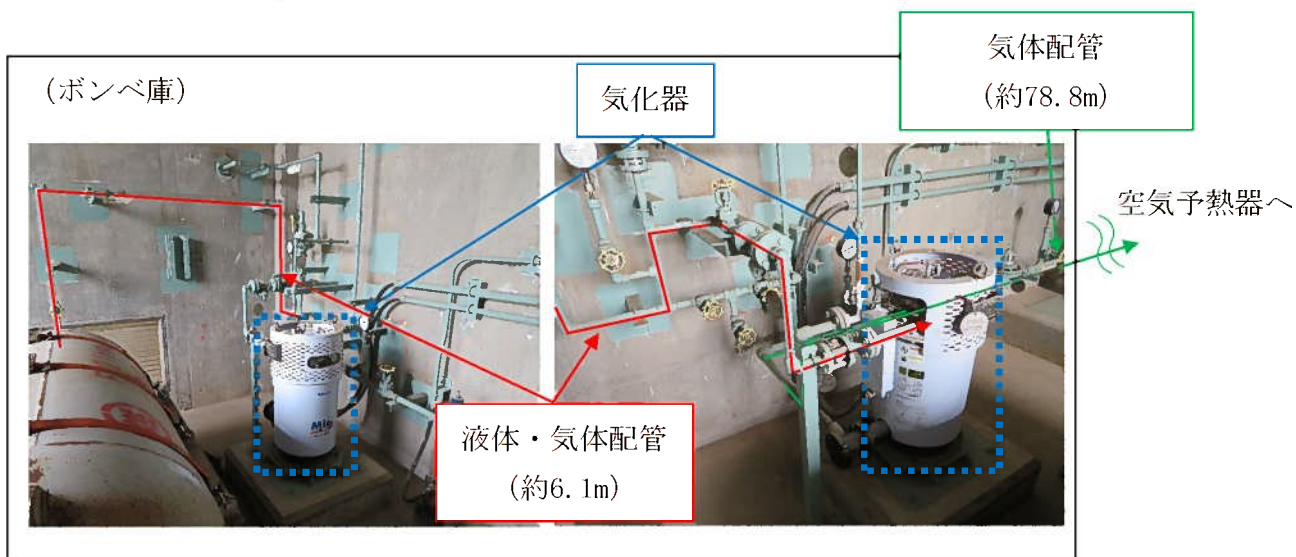 気体配管
(約78.8m)
(ボンベ庫)
気化器
空気予熱器へ
液体・気体配管
(約6.1m)